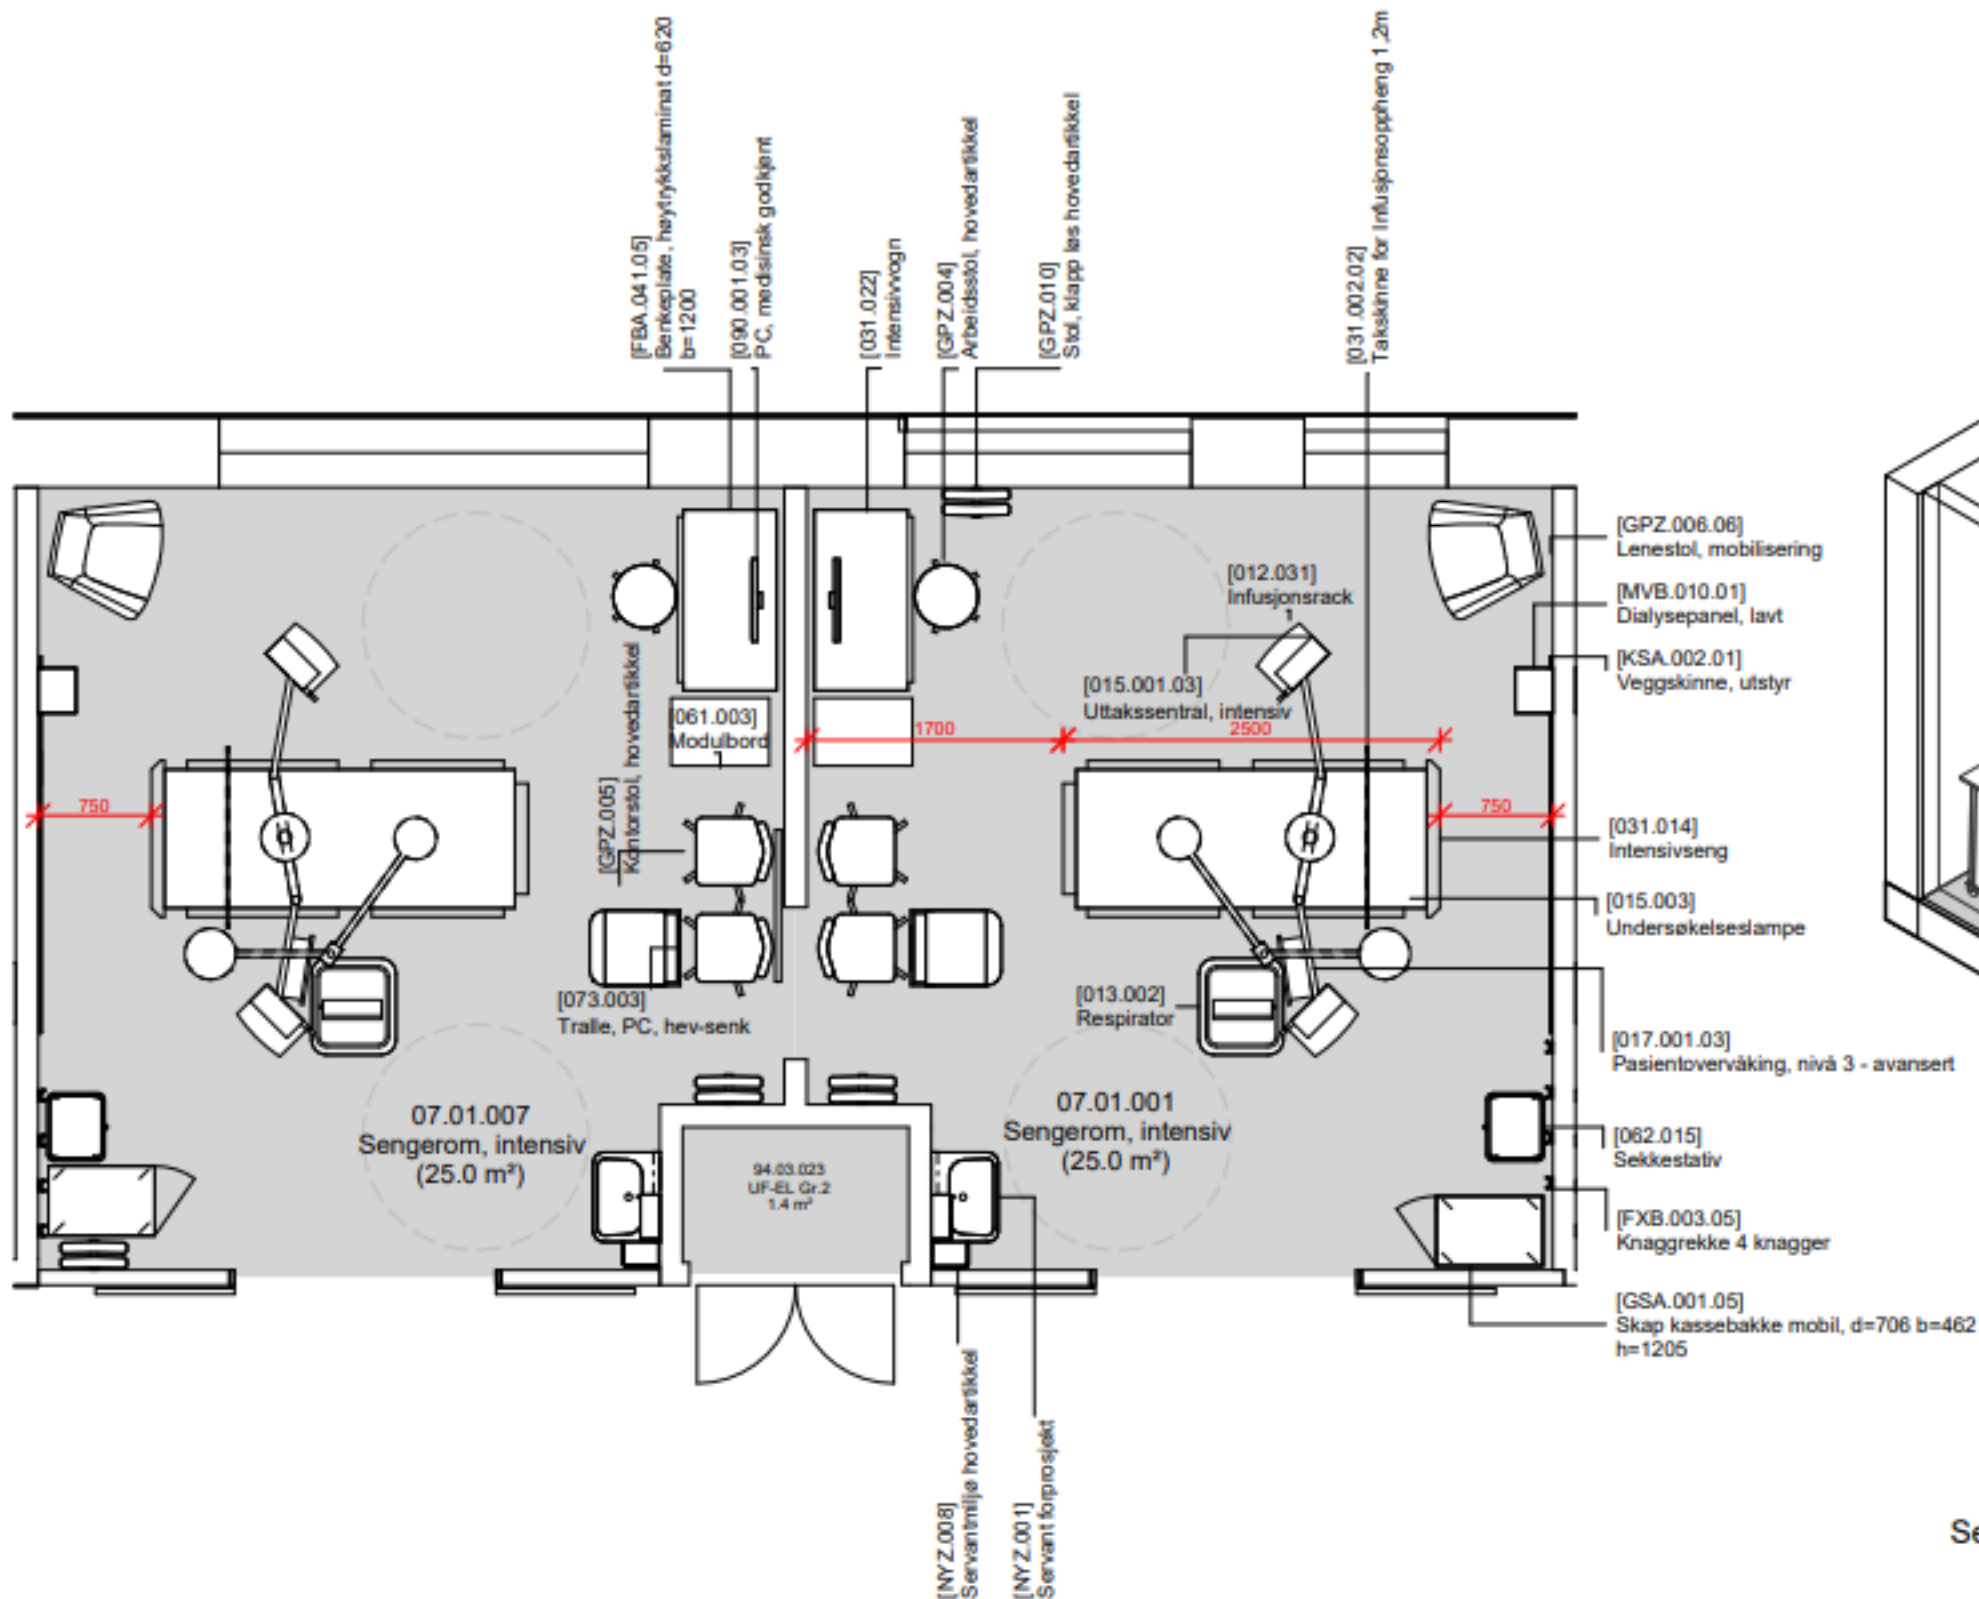 [FBA.041.05]
Benkeplate, høytrykkslaminat d=620
b=1200
[090.001.03]
PC, medisinsk godkjent
[031.022]
Intensivvogn
[GPZ.004]
Arbeidsstol, hovedartikkel
[GPZ.010]
Stol, klapp løs hovedartikkel
[031.002.02]
Takskinne for Infusjonsoppheng 1,2m
[GPZ.006.06]
Lenestol, mobilisering
[012.031]
Infusjonsrack
[MVB.010.01]
Dialysepanel, lavt
[KSA.002.01]
Veggskinne, utstyr
[015.001.03]
Uttakssentral, intensiv
[061.003]
Modulbord
1700
2500
750
750
[GPZ.005]
Kontorstol, hovedartikkel
[031.014]
Intensivseng
[015.003]
Undersøkelseslampe
[073.003]
Tralle, PC, hev-senk
[013.002]
Respirator
[017.001.03]
Pasientovervåking, nivå 3 - avansert
07.01.007
Sengerom, intensiv
(25.0 m²)
07.01.001
Sengerom, intensiv
(25.0 m²)
94.03.023
UF-EL Gr.2
1.4 m²
[062.015]
Sekkestativ
[FXB.003.05]
Knaggrekke 4 knagger
[GSA.001.05]
Skap kassebakke mobil, d=706 b=462
h=1205
[NYZ.008]
Servantmiljø hovedartikkel
[NYZ.001]
Servant forprosjekt
Se